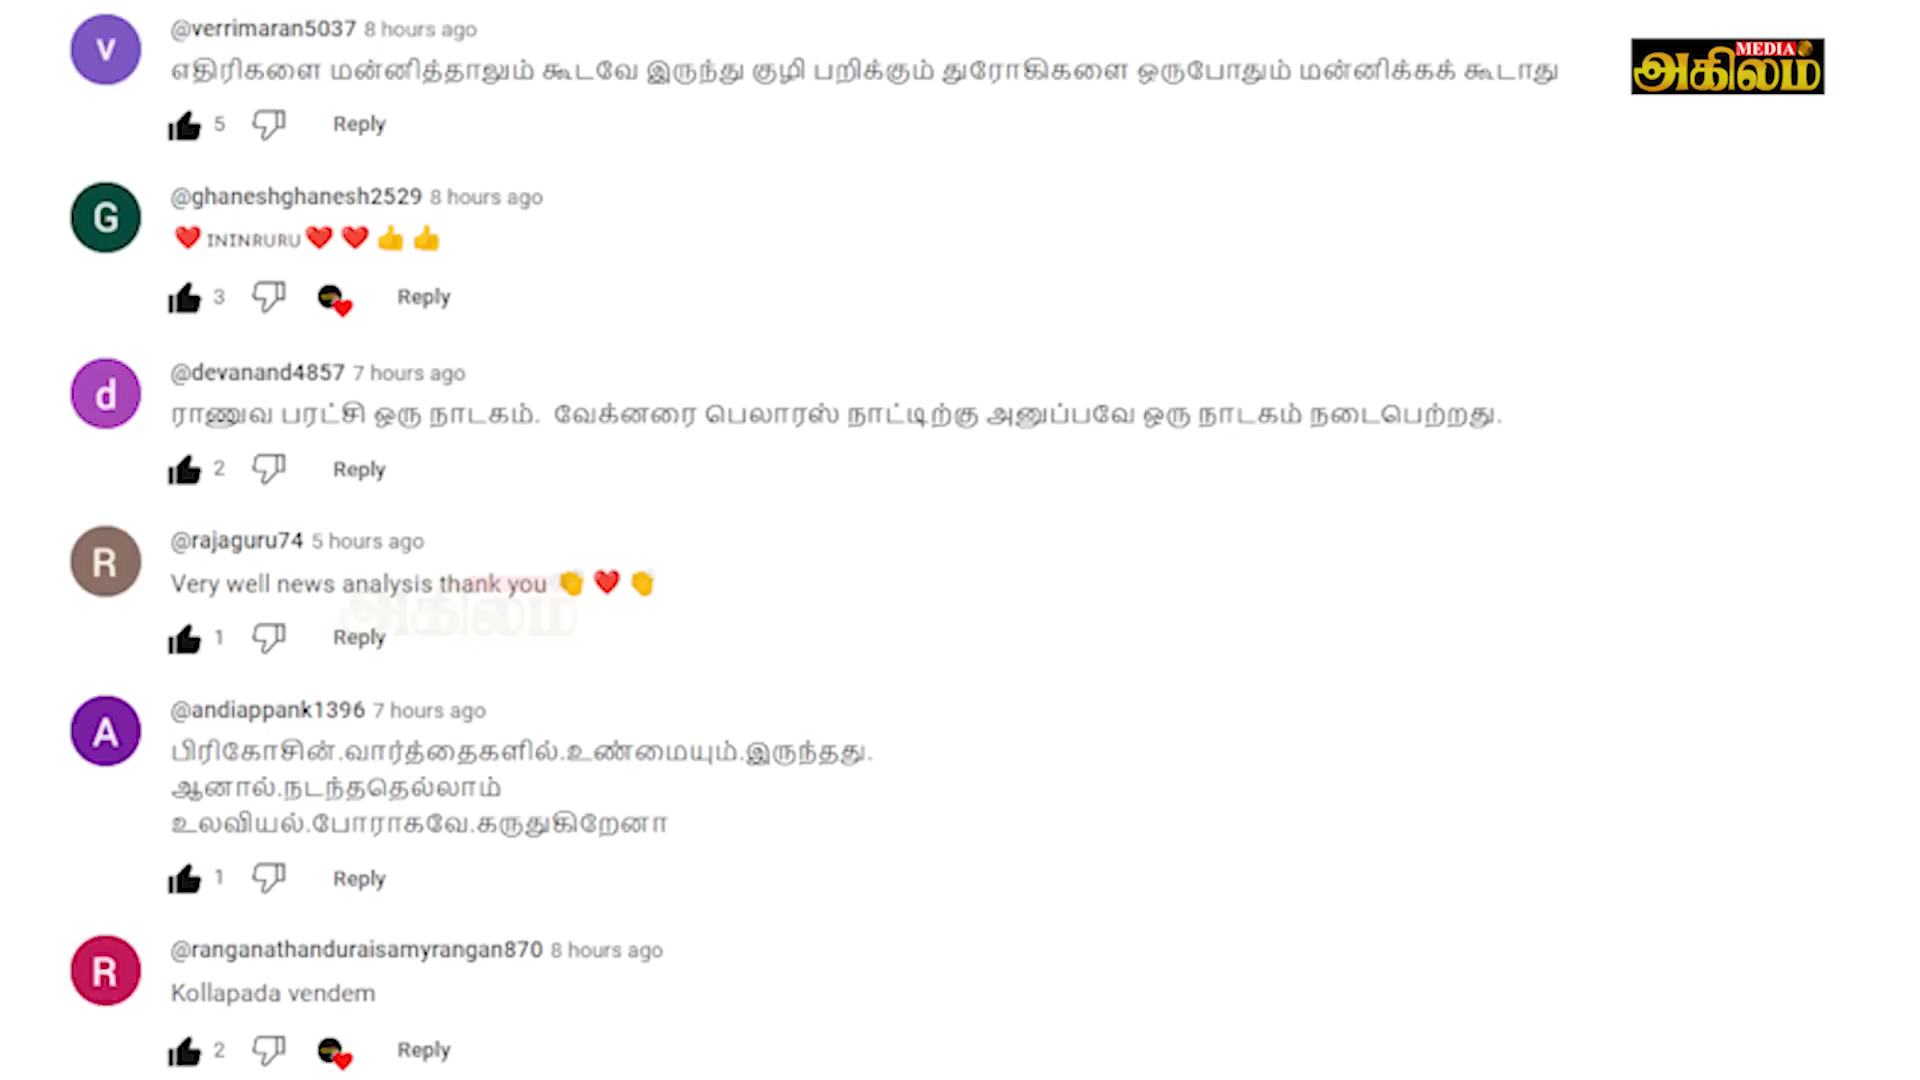 @verrimaran5037 8 hours ago
எதிரிகளை மன்னித்தாலும் கூடவே இருந்து குழி பறிக்கும் துரோகிகளை ஒருபோதும் மன்னிக்கக் கூடாது
MEDIA
அகிலம்
5 Reply
@ghaneshghanesh2529 8 hours ago
❤️ ɪɴɪɴʀᴜʀᴜ ❤️ ❤️ 👍 👍
3 Reply
@devanand4857 7 hours ago
ராணுவ பரட்சி ஒரு நாடகம். வேக்னரை பெலாரஸ் நாட்டிற்கு அனுப்பவே ஒரு நாடகம் நடைபெற்றது.
2 Reply
@rajaguru74 5 hours ago
Very well news analysis thank you 👏 ❤️ 👏
அகிலம்
1 Reply
@andiappank1396 7 hours ago
பிரிகோசின்.வார்த்தைகளில்.உண்மையும்.இருந்தது.
ஆனால்.நடந்ததெல்லாம்
உலவியல்.போராகவே.கருதுகிறேனா
1 Reply
@ranganathanduraisamyrangan870 8 hours ago
Kollapada vendem
2 Reply